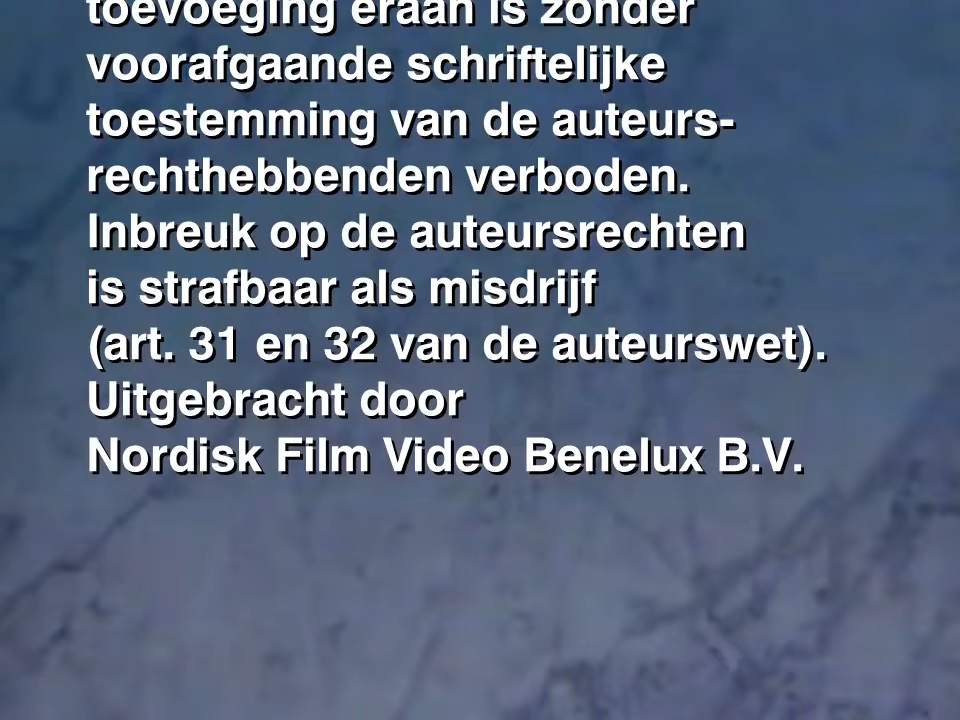 toevoeging eraan is zonder
voorafgaande schriftelijke
toestemming van de auteurs-
rechthebbenden verboden.
Inbreuk op de auteursrechten
is strafbaar als misdrijf
(art. 31 en 32 van de auteurswet).
Uitgebracht door
Nordisk Film Video Benelux B.V.